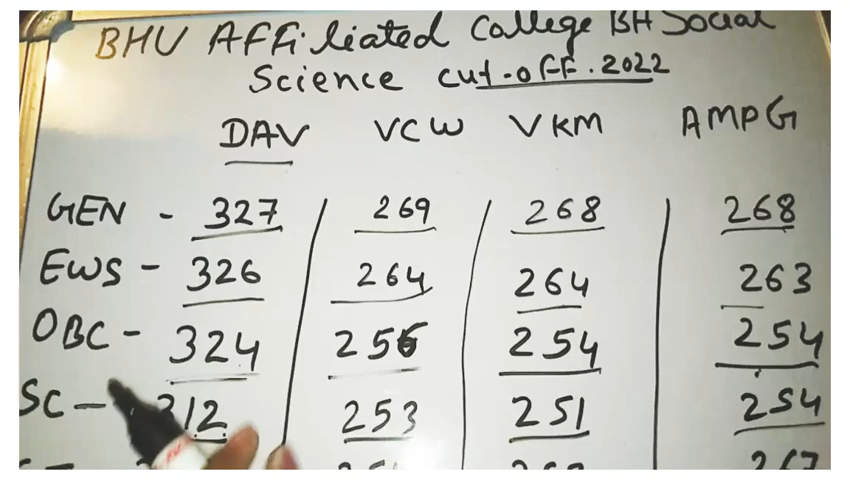 BHU Affiliated College BA Social
Science cut-off.2022
DAV VCW VKM AMPG
GEN - 327 / 269 / 268 / 268
EWS - 326 264 264 263
OBC - 324 256 254 254
SC - 312 253 251 254